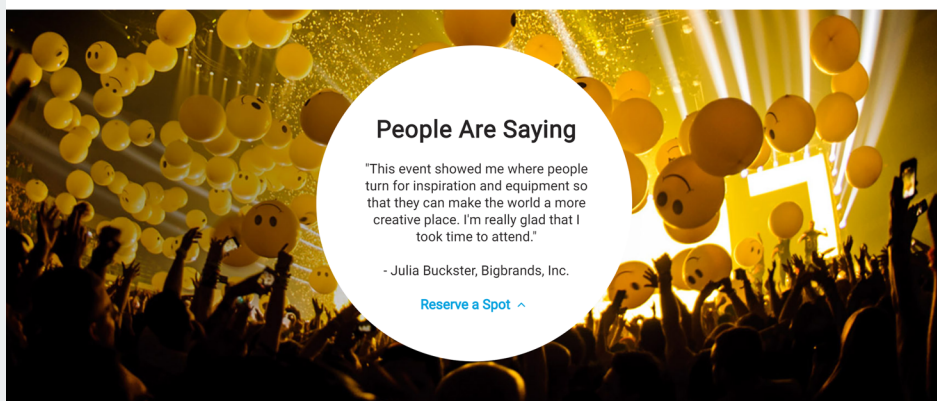 People Are Saying
"This event showed me where people
turn for inspiration and equipment so
that they can make the world a more
creative place. I'm really glad that I
took time to attend."
- Julia Buckster, Bigbrands, Inc.
Reserve a Spot